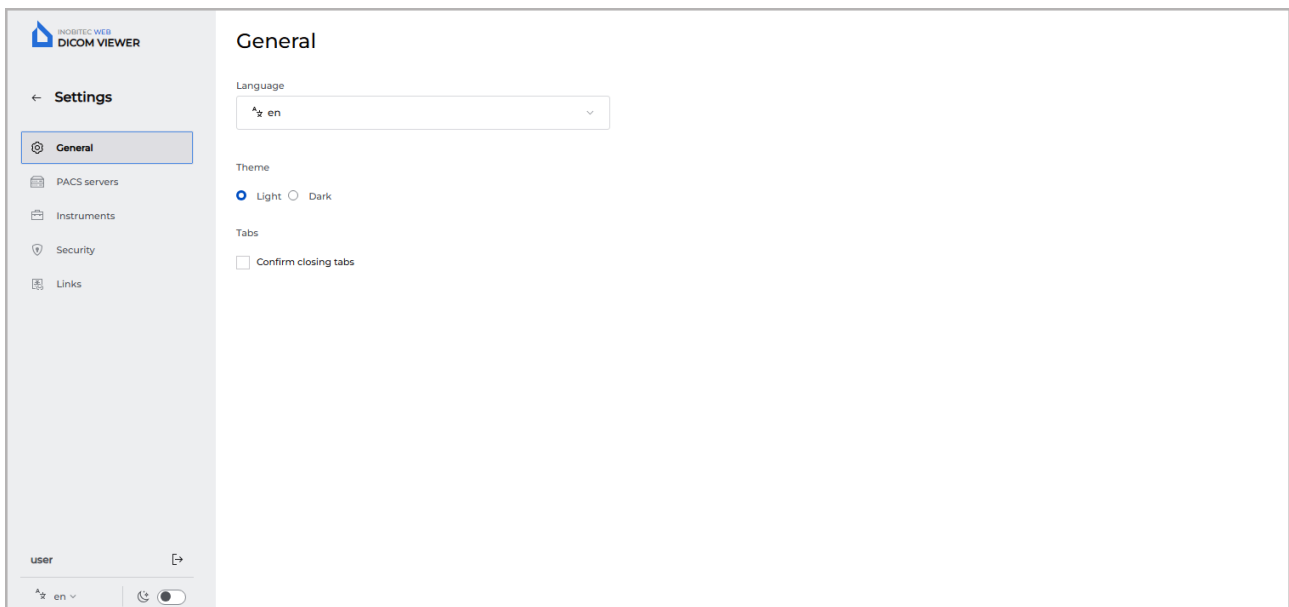 INOBITEC WEB
DICOM VIEWER
← Settings
General
PACS servers
Instruments
Security
Links
user
en
General
Language
en
Theme
Light
Dark
Tabs
Confirm closing tabs